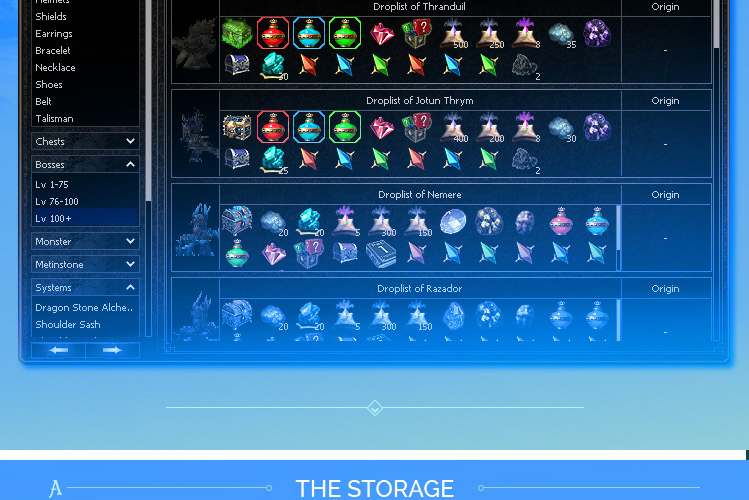 Helmets
Shields
Earrings
Bracelet
Necklace
Shoes
Belt
Talisman
Chests
Bosses
Lv 1-75
Lv 76-100
Lv 100+
Monster
Metinstone
Systems
Dragon Stone Alche..
Shoulder Sash
Droplist of Thranduil
Origin
500
250
8
35
-
30
2
Droplist of Jotun Thrym
Origin
400
200
8
30
-
25
2
Droplist of Nemere
Origin
20
20
5
300
150
-
Droplist of Razador
Origin
20
20
5
300
150
-
A
THE STORAGE